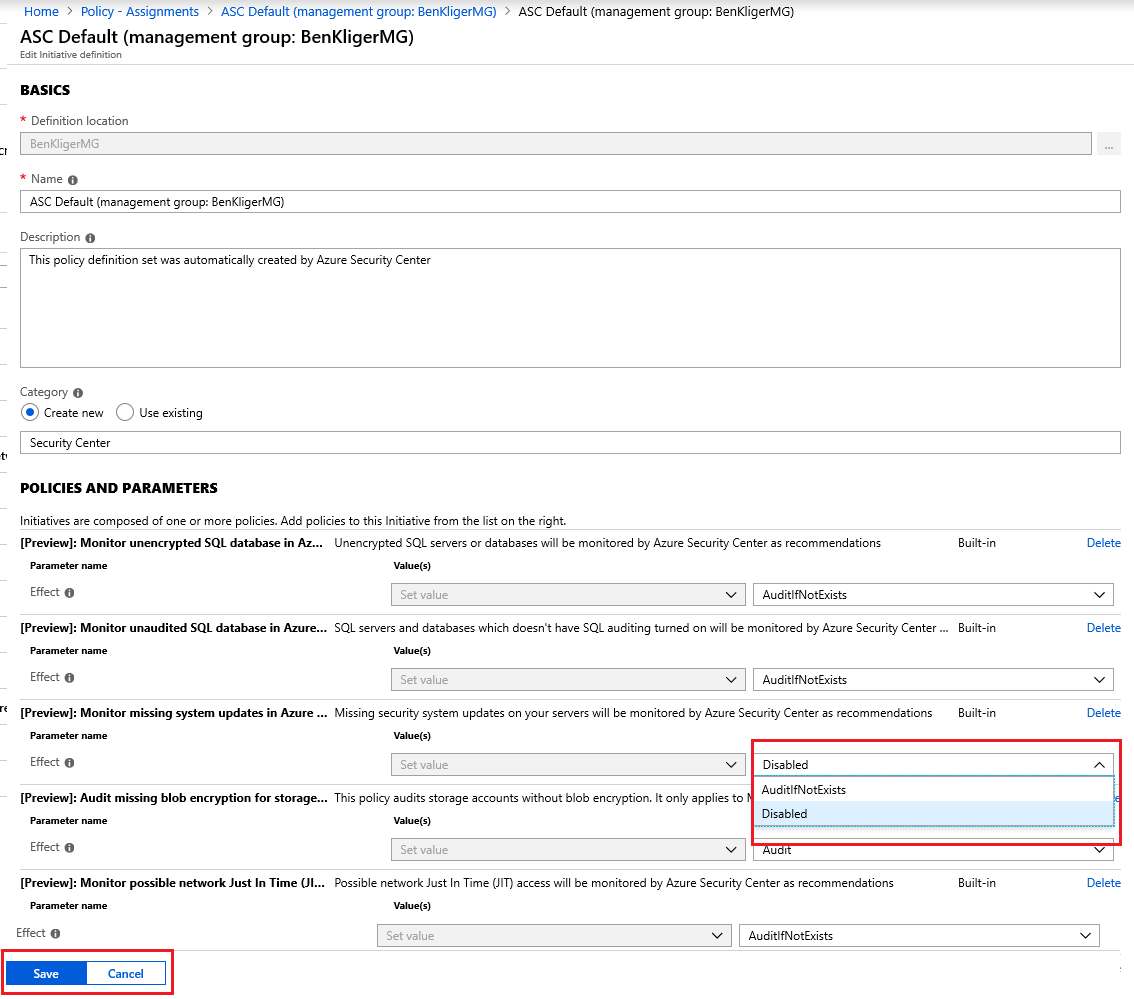 Home > Policy - Assignments > ASC Default (management group: BenKligerMG) > ASC Default (management group: BenKligerMG)
ASC Default (management group: BenKligerMG)
Edit Initiative definition
BASICS
* Definition location
BenKligerMG ...
* Name
ASC Default (management group: BenKligerMG)
Description
This policy definition set was automatically created by Azure Security Center
Category
Create new Use existing
Security Center
POLICIES AND PARAMETERS
Initiatives are composed of one or more policies. Add policies to this Initiative from the list on the right.
[Preview]: Monitor unencrypted SQL database in Az... Unencrypted SQL servers or databases will be monitored by Azure Security Center as recommendations Built-in Delete
Parameter name Value(s)
Effect Set value AuditIfNotExists
[Preview]: Monitor unaudited SQL database in Azure... SQL servers and databases which doesn't have SQL auditing turned on will be monitored by Azure Security Center ... Built-in Delete
Parameter name Value(s)
Effect Set value AuditIfNotExists
[Preview]: Monitor missing system updates in Azure ... Missing security system updates on your servers will be monitored by Azure Security Center as recommendations Built-in Delete
Parameter name Value(s)
Effect Set value Disabled
AuditIfNotExists
[Preview]: Audit missing blob encryption for storage... This policy audits storage accounts without blob encryption. It only applies to
Disabled
Parameter name Value(s)
Effect Set value Audit
[Preview]: Monitor possible network Just In Time (JI... Possible network Just In Time (JIT) access will be monitored by Azure Security Center as recommendations Built-in Delete
Parameter name Value(s)
Effect Set value AuditIfNotExists
Save Cancel